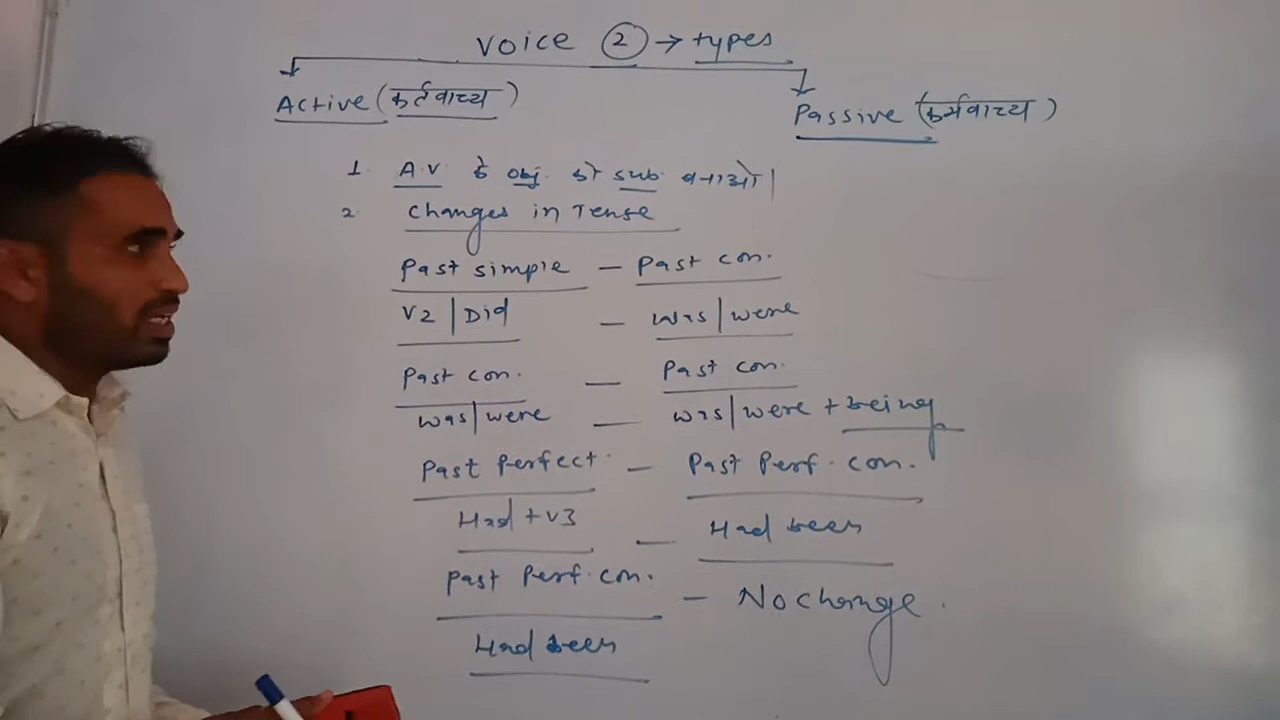 Voice 2 → types
Active (कर्तवाच्य)
Passive (कर्मवाच्य)
1. A.V. के obj. को sub. बनाओ।
2. Changes in Tense
Past simple – Past con.
V2 | Did – was | were
Past con. – Past con.
was | were – was | were + being
Past Perfect – Past Perf. con.
Had + V3 – Had been
Past Perf. con. – No change.
Had been